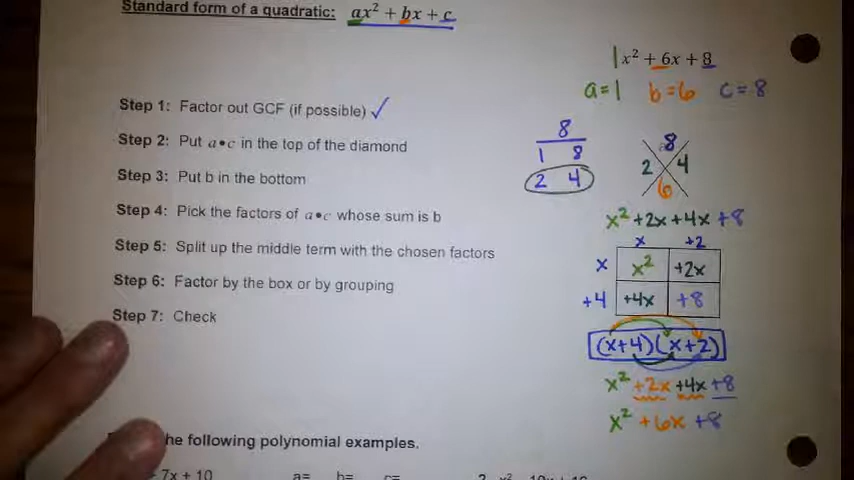 Standard form of a quadratic: ax² + bx + c
1x² + 6x + 8
a=1 b=6 c=8
Step 1: Factor out GCF (if possible) ✓
Step 2: Put a•c in the top of the diamond
Step 3: Put b in the bottom
Step 4: Pick the factors of a•c whose sum is b
Step 5: Split up the middle term with the chosen factors
Step 6: Factor by the box or by grouping
Step 7: Check
8
1 8
2 4
8
2 4
6
x²+2x+4x+8
x +2
x x² +2x
+4 +4x +8
(x+4)(x+2)
x² +2x +4x +8
x² +6x +8
he following polynomial examples.
7x + 10 a= b= c=